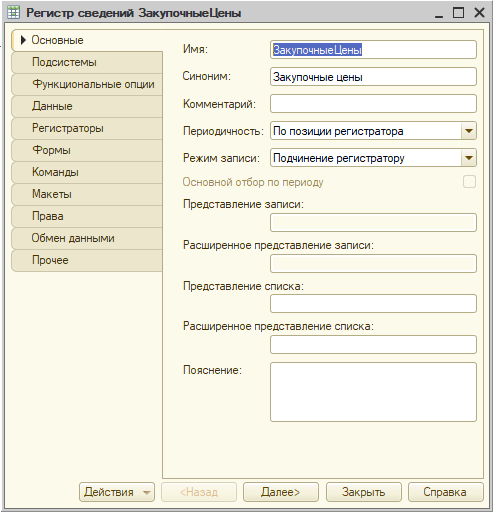 Регистр сведений ЗакупочныеЦены
Основные
Подсистемы
Функциональные опции
Данные
Регистраторы
Формы
Команды
Макеты
Права
Обмен данными
Прочее
Имя: ЗакупочныеЦены
Синоним: Закупочные цены
Комментарий:
Периодичность: По позиции регистратора
Режим записи: Подчинение регистратору
Основной отбор по периоду
Представление записи:
Расширенное представление записи:
Представление списка:
Расширенное представление списка:
Пояснение:
Действия <Назад Далее> Закрыть Справка